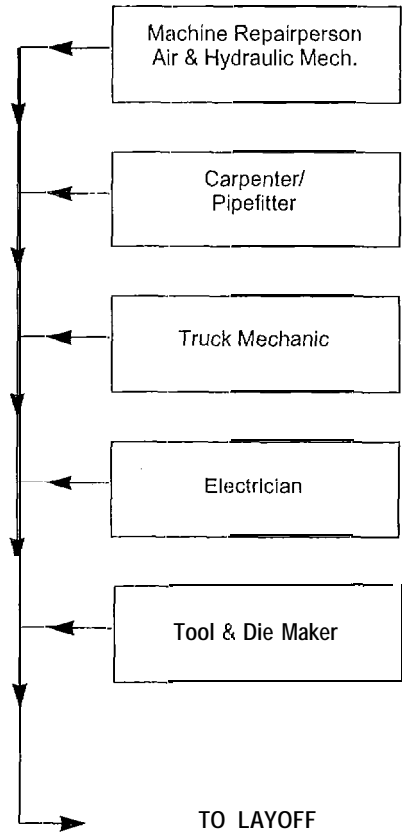 Machine Repairperson
Air & Hydraulic Mech.
Carpenter/
Pipefitter
Truck Mechanic
Electrician
Tool & Die Maker
TO LAYOFF